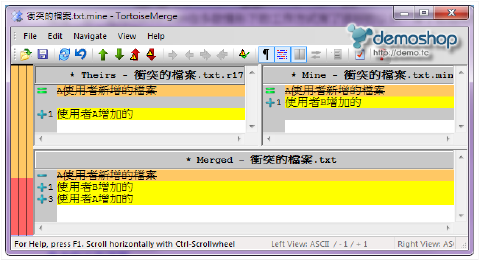 衝突的檔案.txt.mine - TortoiseMerge
File Edit Navigate View Help
demoshop
http://demo.tc
* Theirs - 衝突的檔案.txt.r17
* Mine - 衝突的檔案.txt.min
A使用者新增的檔案
A使用者新增的檔案
1 使用者B增加的
1 使用者A增加的
* Merged - 衝突的檔案.txt
A使用者新增的檔案
1 使用者B增加的
3 使用者A增加的
For Help, press F1. Scroll horizontally with Ctrl-Scrollwheel
Left View: ASCII / -1 / +1
Right View: ASC